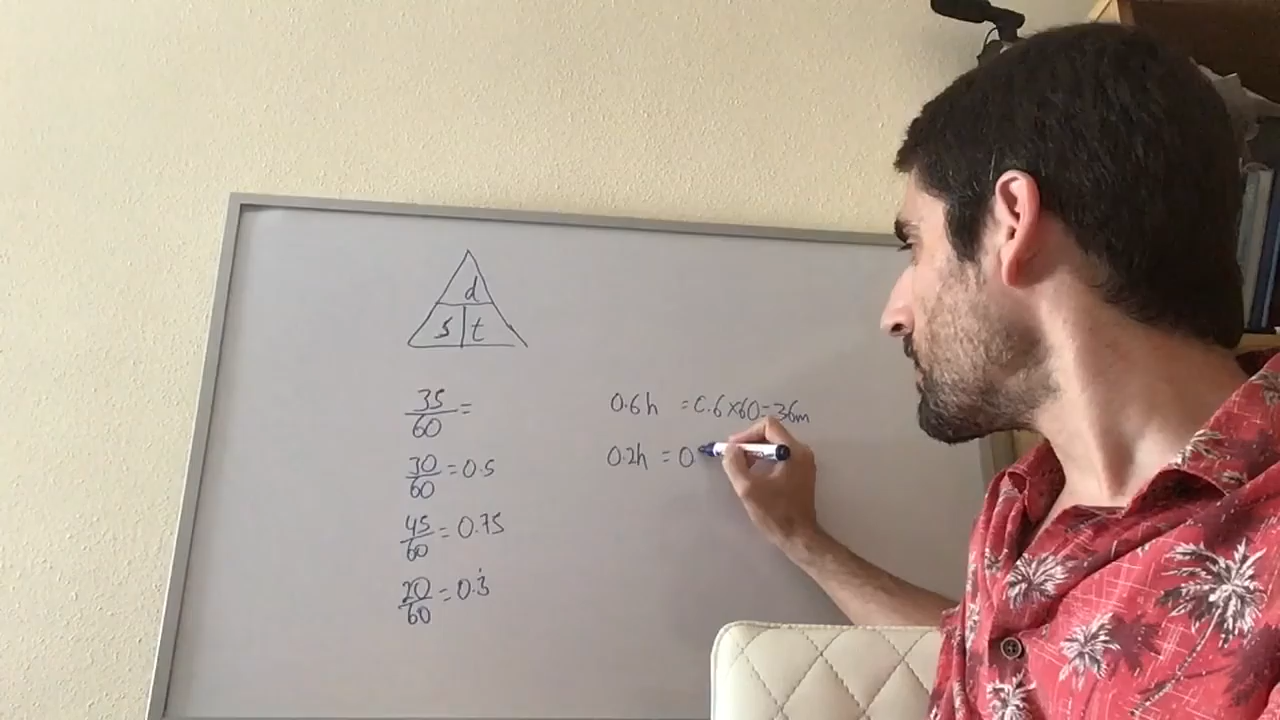 d
s t
35/60 =
30/60 = 0.5
45/60 = 0.75
20/60 = 0.3̇
0.6h = 0.6×60=36m
0.2h = 0